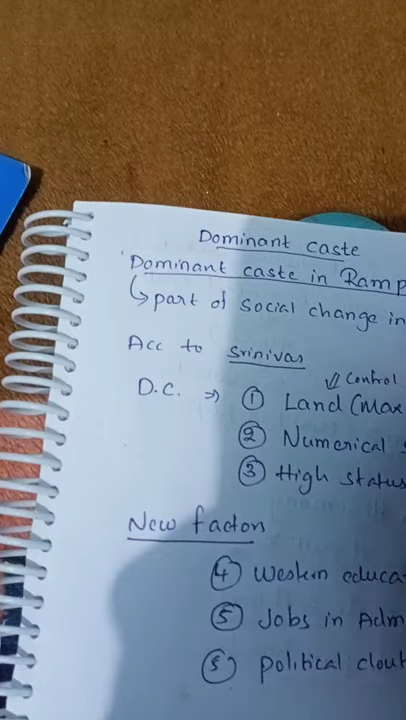 Dominant caste
Dominant caste in Ramp
part of social change in
Acc to Srinivas
Control
D.C. ⇒ ① Land (Max
② Numerical
③ High status
New factors
④ Western educa
⑤ Jobs in Adm
political clout